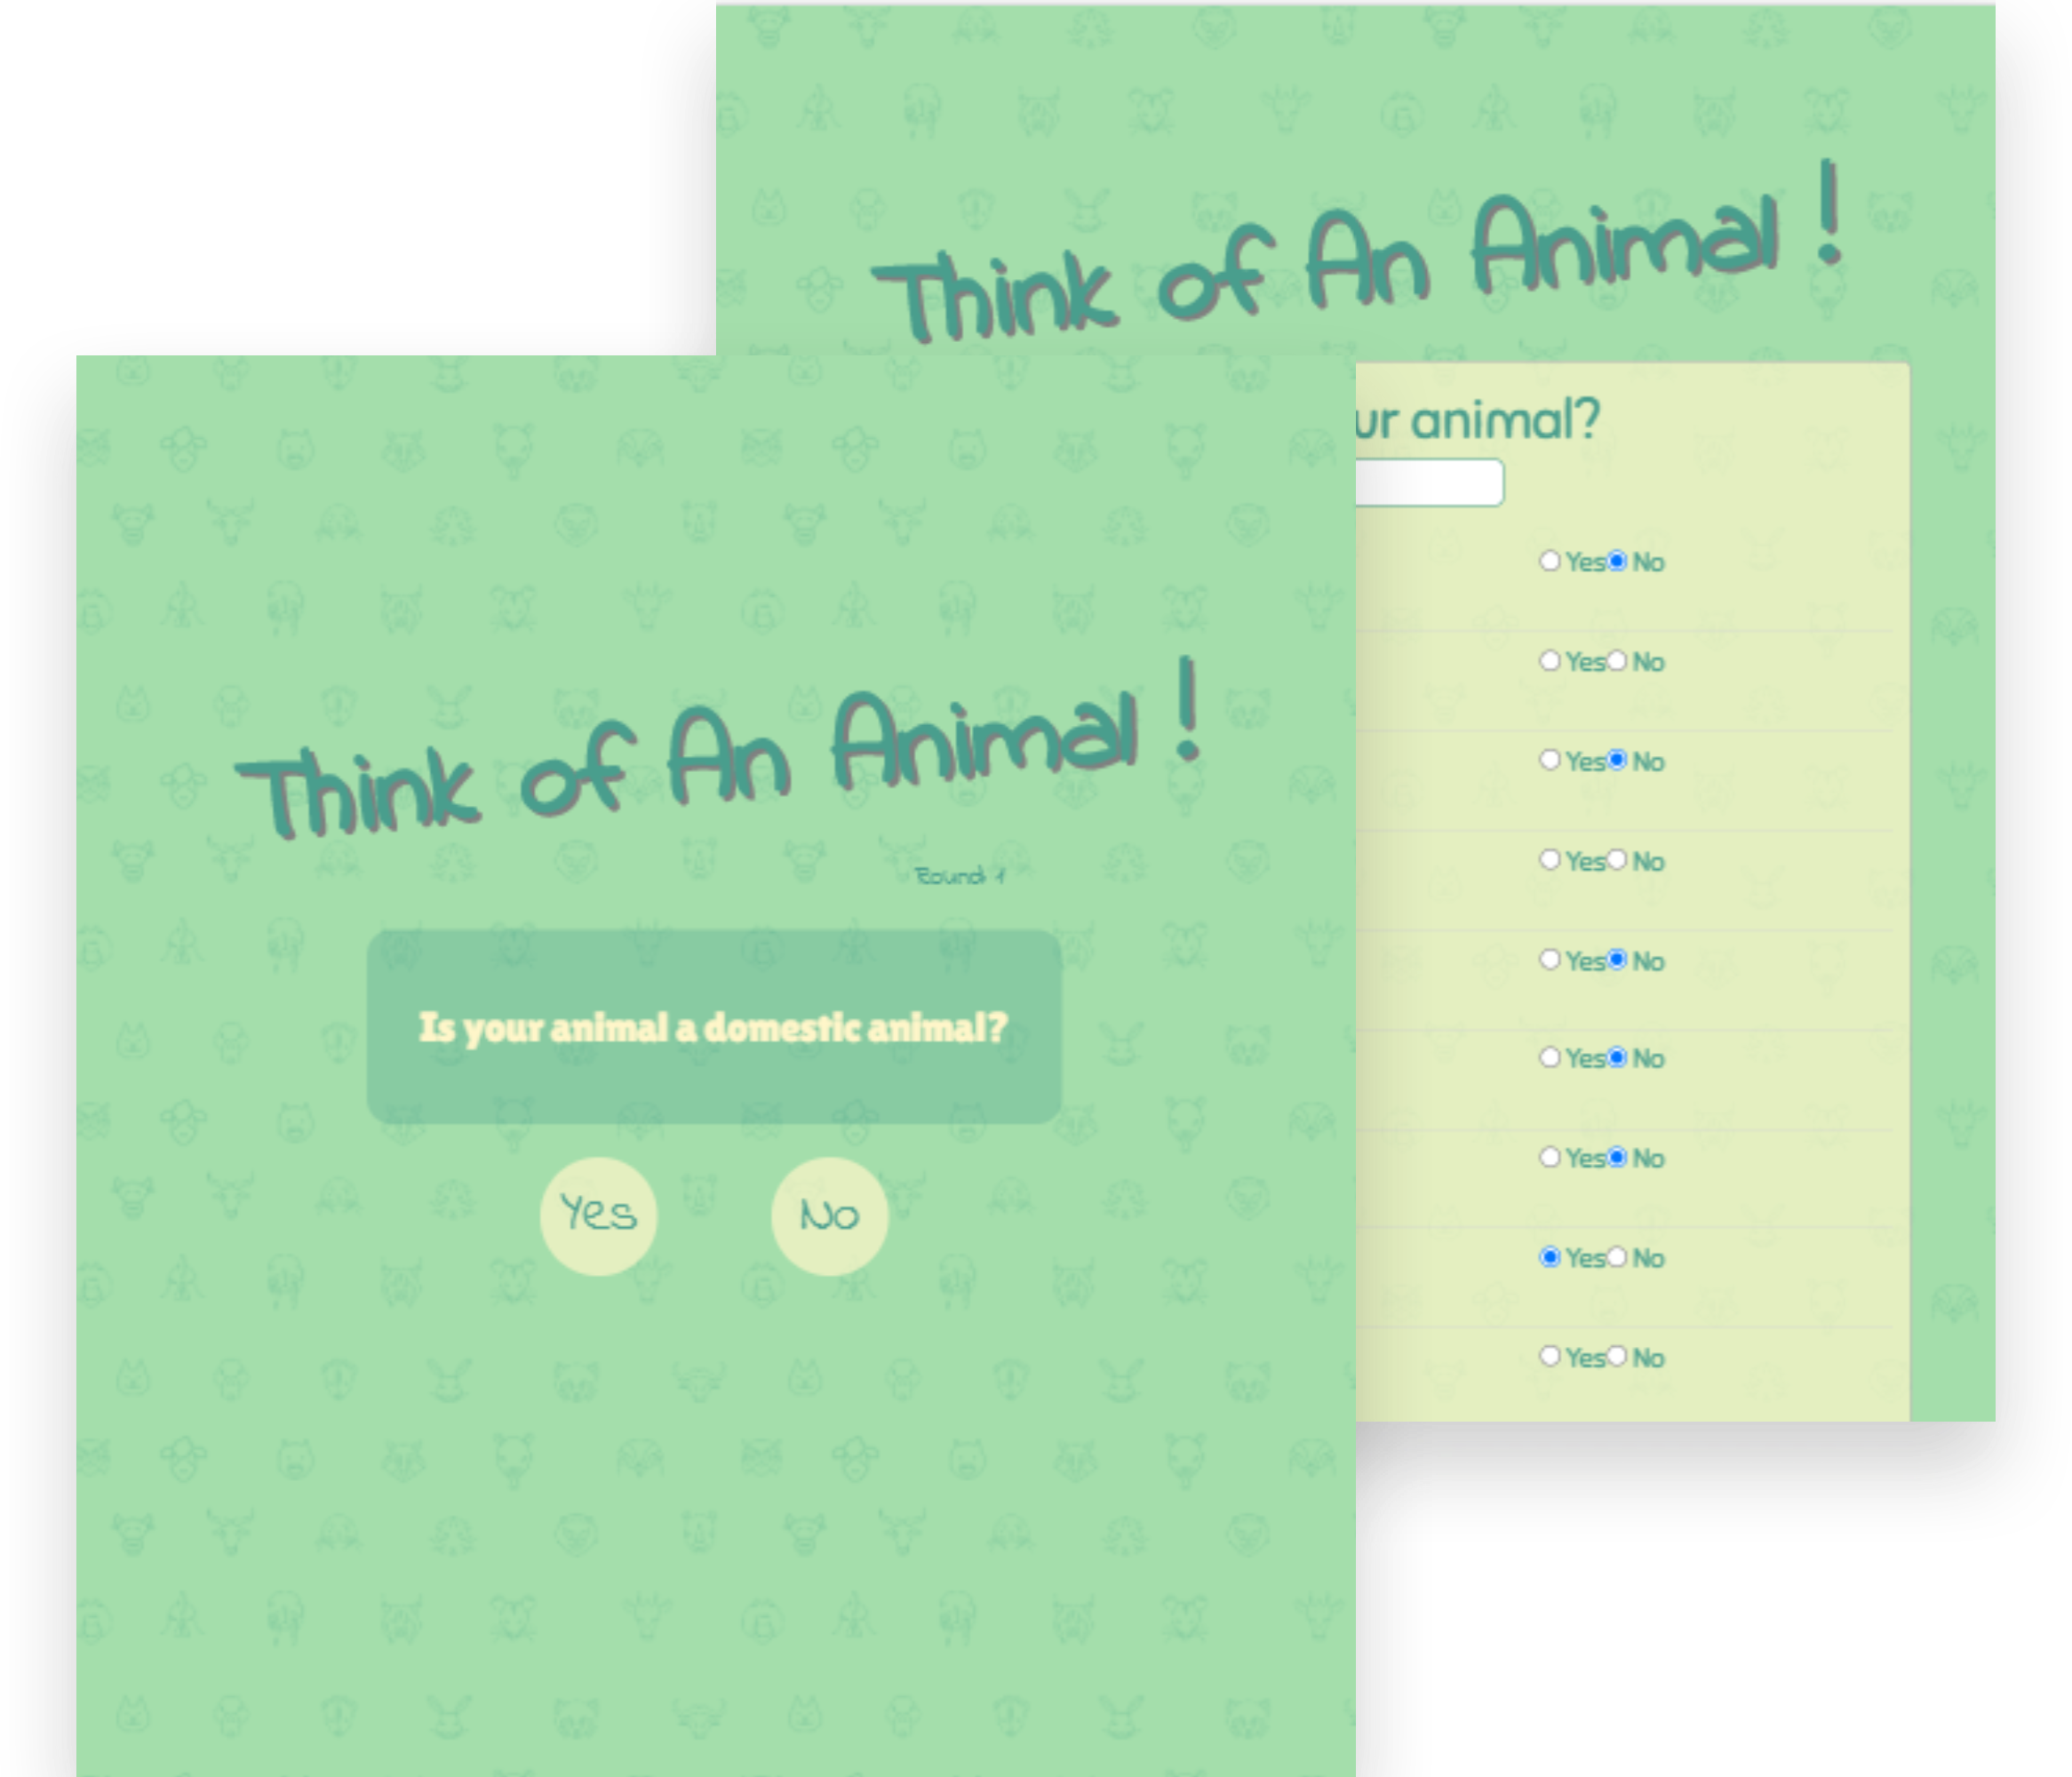 Think of An Animal !
ur animal?
Yes No
Yes No
Yes No
Yes No
Yes No
Yes No
Yes No
Yes No
Yes No
Think of An Animal !
Round 1
Is your animal a domestic animal?
Yes No